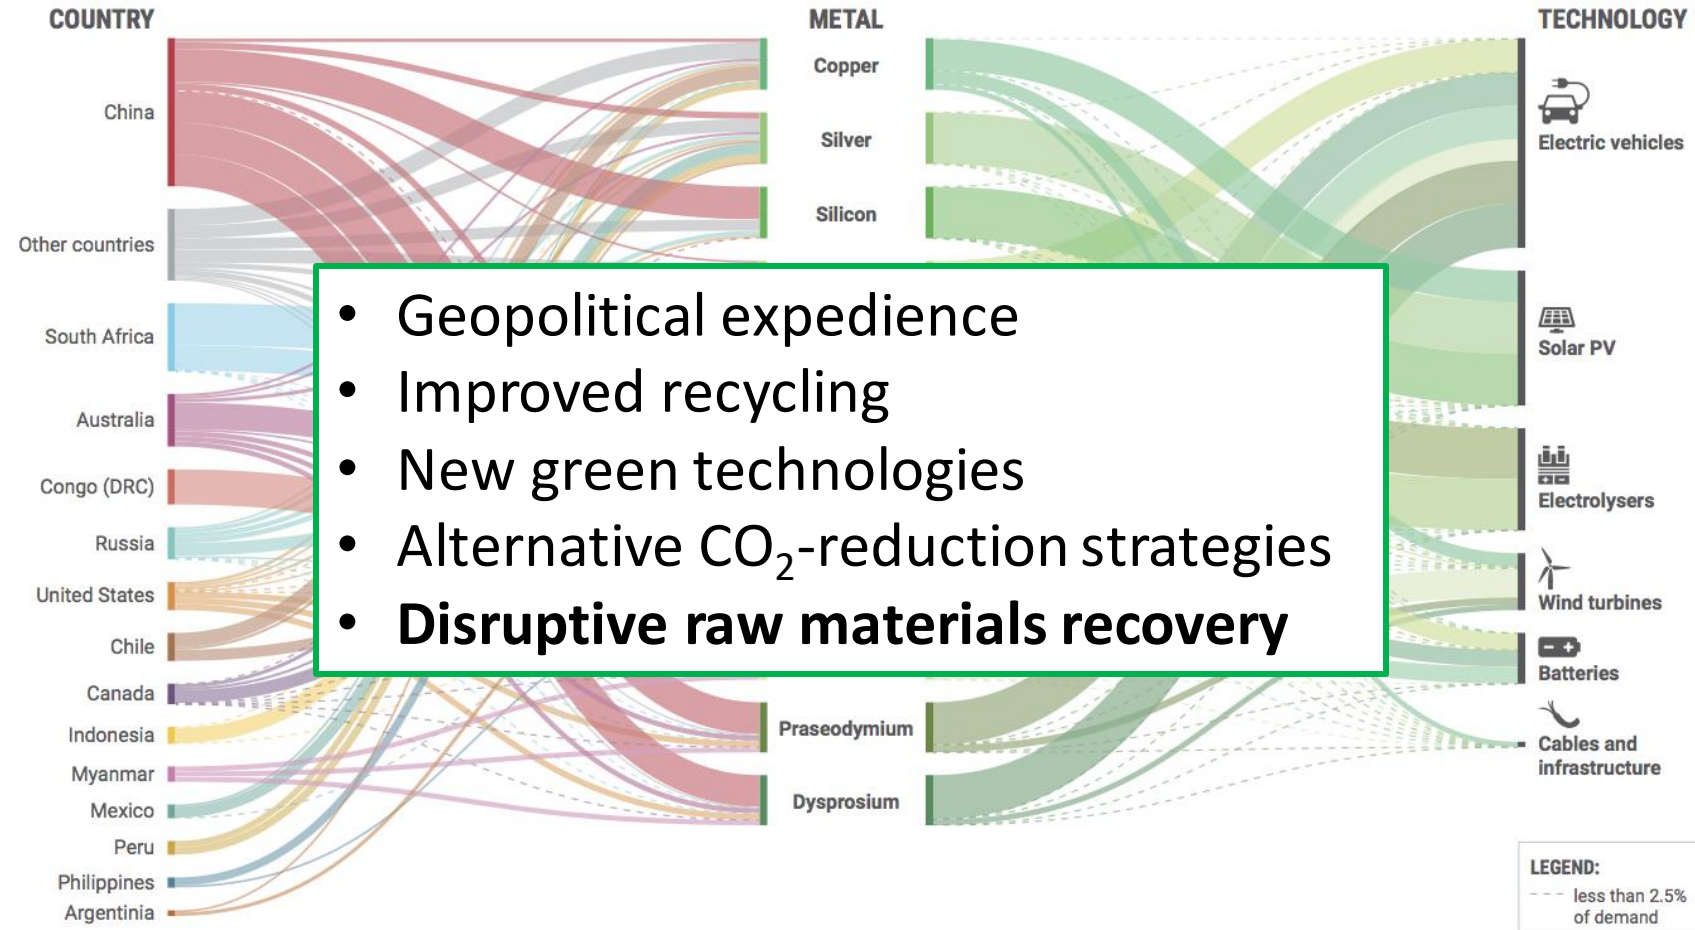 COUNTRY
METAL
TECHNOLOGY
China
Other countries
South Africa
Australia
Congo (DRC)
Russia
United States
Chile
Canada
Indonesia
Myanmar
Mexico
Peru
Philippines
Argentinia
Copper
Silver
Silicon
• Geopolitical expedience
• Improved recycling
• New green technologies
• Alternative CO₂-reduction strategies
• Disruptive raw materials recovery
Praseodymium
Dysprosium
Electric vehicles
Solar PV
Electrolysers
Wind turbines
Batteries
Cables and
infrastructure
LEGEND:
less than 2.5%
of demand